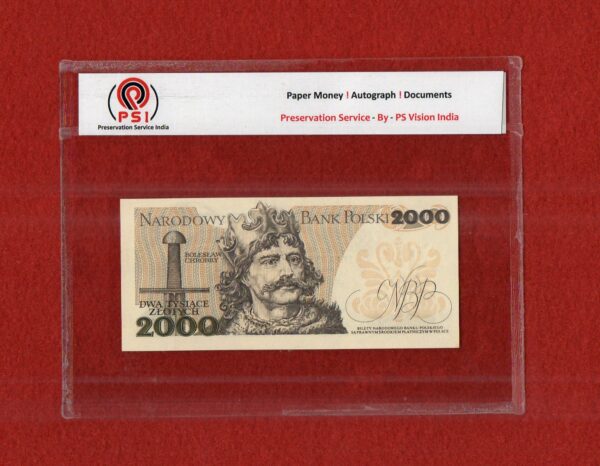 PSI
Preservation Service India
Paper Money ! Autograph ! Documents
Preservation Service - By - PS Vision India
NARODOWY BANK POLSKI 2000
BOLESŁAW
CHROBRY
DWA TYSIĄCE
ZŁOTYCH
2000
NBP
BILETY NARODOWEGO BANKU POLSKIEGO
SĄ PRAWNYM ŚRODKIEM PŁATNICZYM W POLSCE